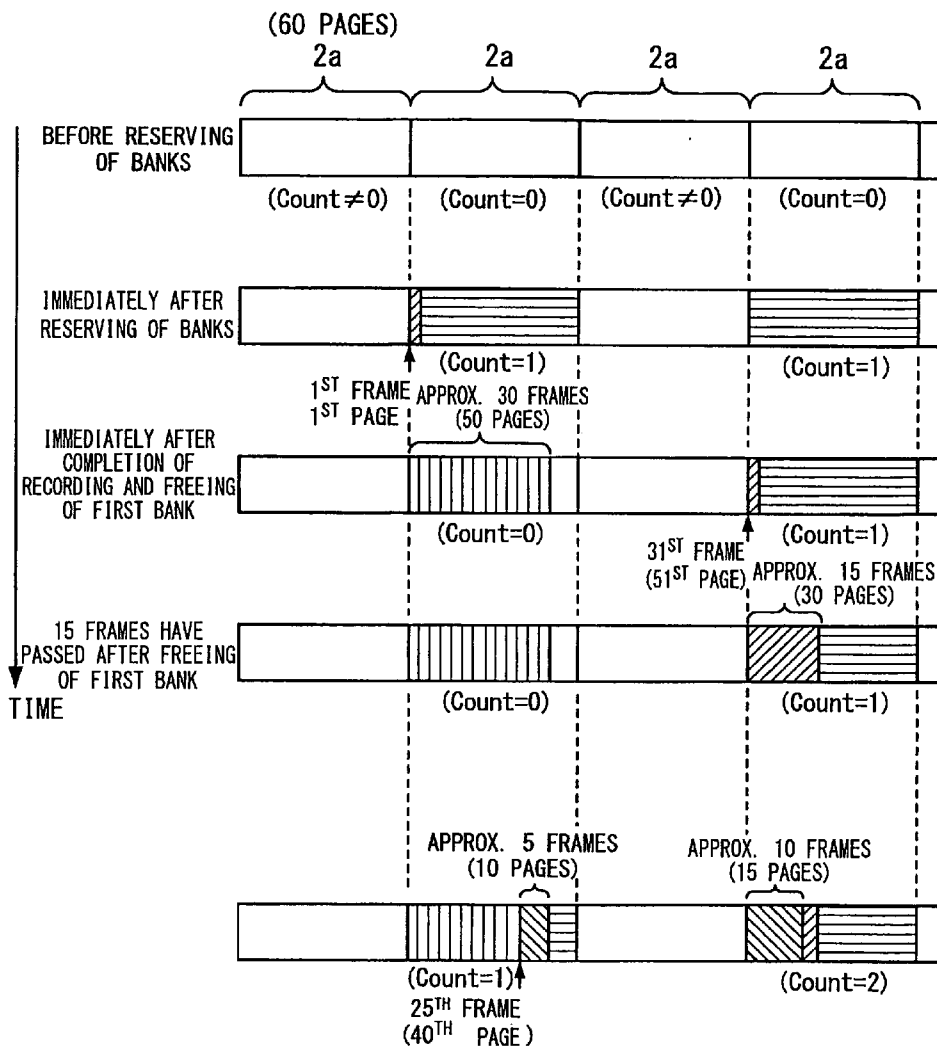 (60 PAGES)
2a 2a 2a 2a
BEFORE RESERVING
OF BANKS
(Count≠0) (Count=0) (Count≠0) (Count=0)
IMMEDIATELY AFTER
RESERVING OF BANKS
(Count=1) (Count=1)
1ST FRAME
1ST PAGE
APPROX. 30 FRAMES
(50 PAGES)
IMMEDIATELY AFTER
COMPLETION OF
RECORDING AND FREEING
OF FIRST BANK
(Count=0) (Count=1)
31ST FRAME
(51ST PAGE)
APPROX. 15 FRAMES
(30 PAGES)
15 FRAMES HAVE
PASSED AFTER FREEING
OF FIRST BANK
(Count=0) (Count=1)
TIME
APPROX. 5 FRAMES
(10 PAGES)
APPROX. 10 FRAMES
(15 PAGES)
(Count=1) (Count=2)
25TH FRAME
(40TH PAGE)